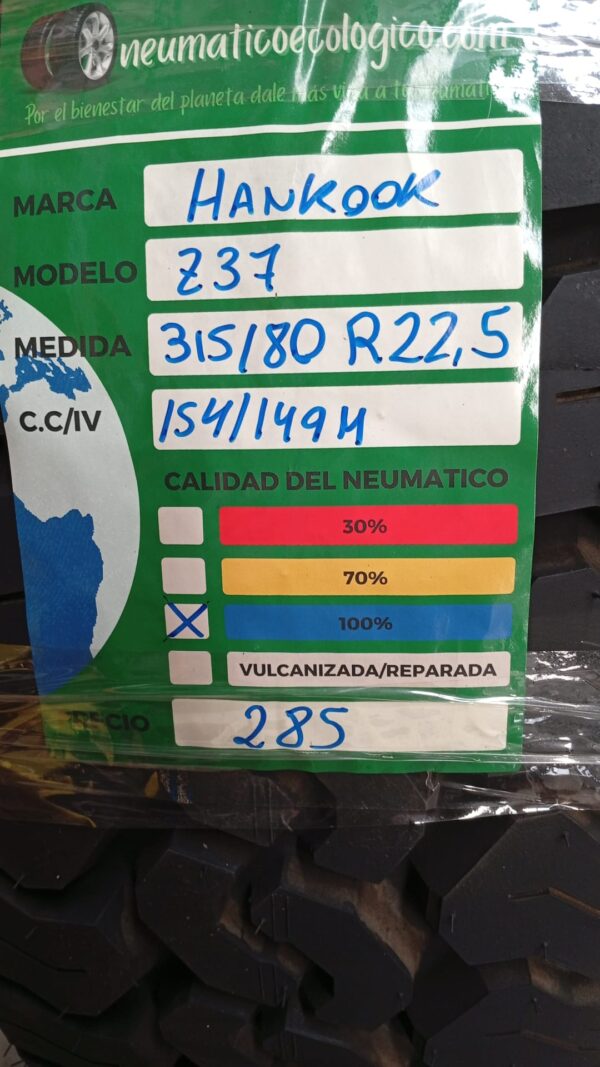 neumaticoecologico.com
Por el bienestar del planeta dale más vida a tu neumático
MARCA HANKOOK
MODELO Z37
MEDIDA 315/80 R22,5
C.C/IV 154/149M
CALIDAD DEL NEUMATICO
30%
70%
X 100%
VULCANIZADA/REPARADA
PRECIO 285